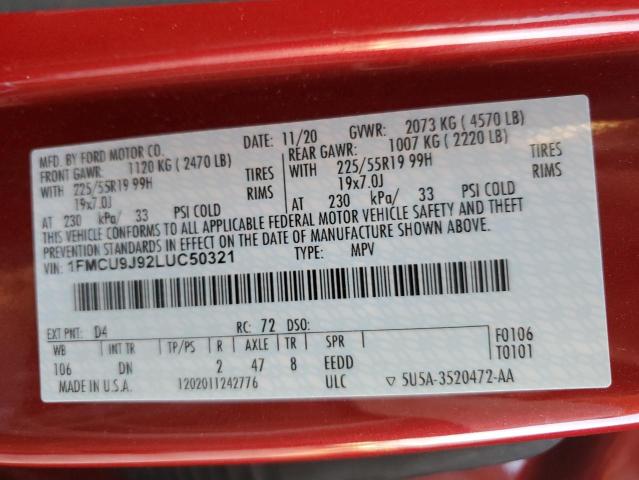 MFD. BY FORD MOTOR CO.
DATE: 11/20 GVWR: 2073 KG ( 4570 LB)
FRONT GAWR: 1120 KG ( 2470 LB) REAR GAWR: 1007 KG ( 2220 LB)
WITH 225/55R19 99H TIRES WITH 225/55R19 99H TIRES
19x7.0J RIMS 19x7.0J RIMS
AT 230 kPa/ 33 PSI COLD AT 230 kPa/ 33 PSI COLD
THIS VEHICLE CONFORMS TO ALL APPLICABLE FEDERAL MOTOR VEHICLE SAFETY AND THEFT
PREVENTION STANDARDS IN EFFECT ON THE DATE OF MANUFACTURE SHOWN ABOVE.
VIN: 1FMCU9J92LUC50321 TYPE: MPV
EXT PNT: D4 RC: 72 DSO:
WB INT TR TP/PS R AXLE TR SPR F0106
106 DN 2 47 8 EEDD T0101
MADE IN U.S.A. 1202011242776 ULC ▽ 5U5A-3520472-AA